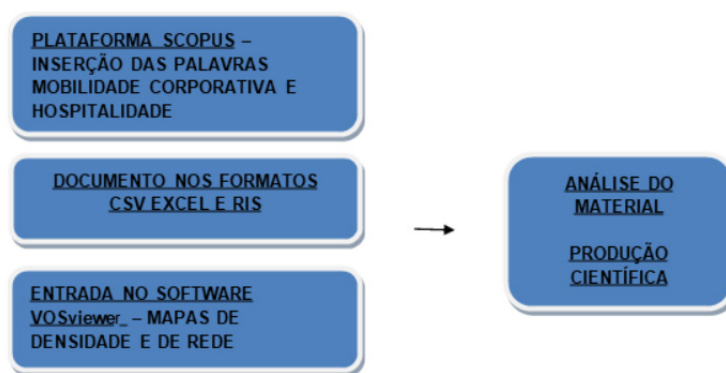 PLATAFORMA SCOPUS –
INSERÇÃO DAS PALAVRAS
MOBILIDADE CORPORATIVA E
HOSPITALIDADE
DOCUMENTO NOS FORMATOS
CSV EXCEL E RIS
ENTRADA NO SOFTWARE
VOSviewer_ – MAPAS DE
DENSIDADE E DE REDE
ANÁLISE DO
MATERIAL
PRODUÇÃO
CIENTÍFICA